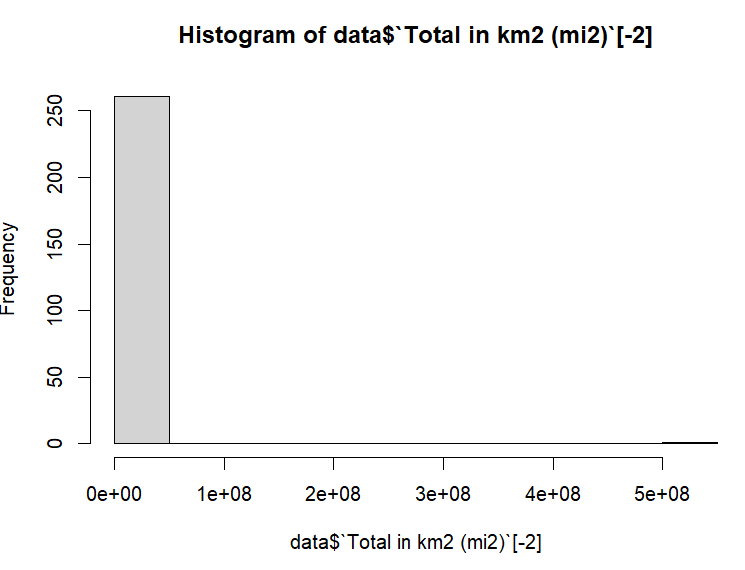 Histogram of data$`Total in km2 (mi2)`[-2]
Frequency
250
200
150
100
50
0
0e+00 1e+08 2e+08 3e+08 4e+08 5e+08
data$`Total in km2 (mi2)`[-2]